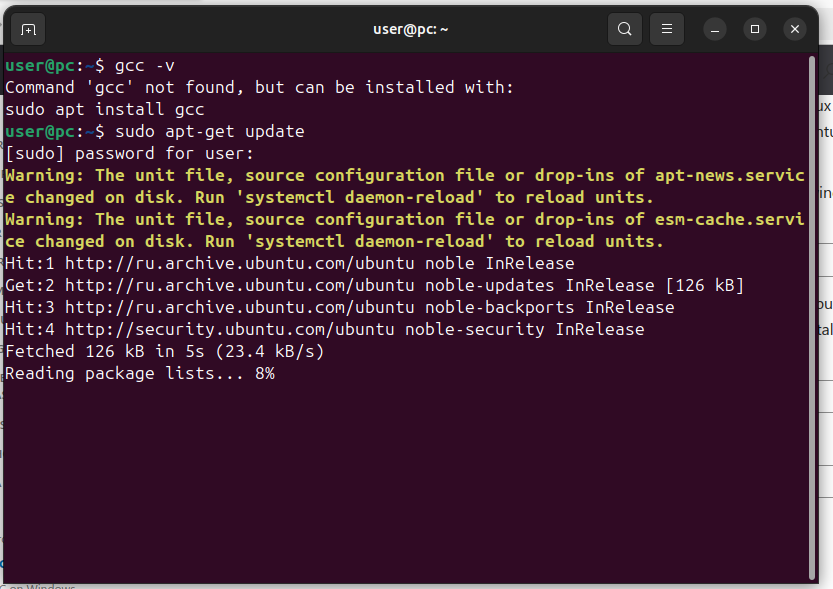 user@pc: ~
user@pc:~$ gcc -v
Command 'gcc' not found, but can be installed with:
sudo apt install gcc
user@pc:~$ sudo apt-get update
[sudo] password for user:
Warning: The unit file, source configuration file or drop-ins of apt-news.servic
e changed on disk. Run 'systemctl daemon-reload' to reload units.
Warning: The unit file, source configuration file or drop-ins of esm-cache.servi
ce changed on disk. Run 'systemctl daemon-reload' to reload units.
Hit:1 http://ru.archive.ubuntu.com/ubuntu noble InRelease
Get:2 http://ru.archive.ubuntu.com/ubuntu noble-updates InRelease [126 kB]
Hit:3 http://ru.archive.ubuntu.com/ubuntu noble-backports InRelease
Hit:4 http://security.ubuntu.com/ubuntu noble-security InRelease
Fetched 126 kB in 5s (23.4 kB/s)
Reading package lists... 8%
on Windows